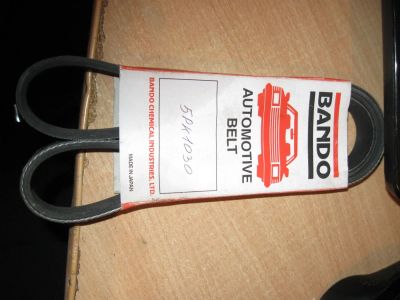 BANDO
AUTOMOTIVE
BELT
5PK1030
BANDO CHEMICAL INDUSTRIES, LTD.
MADE IN JAPAN